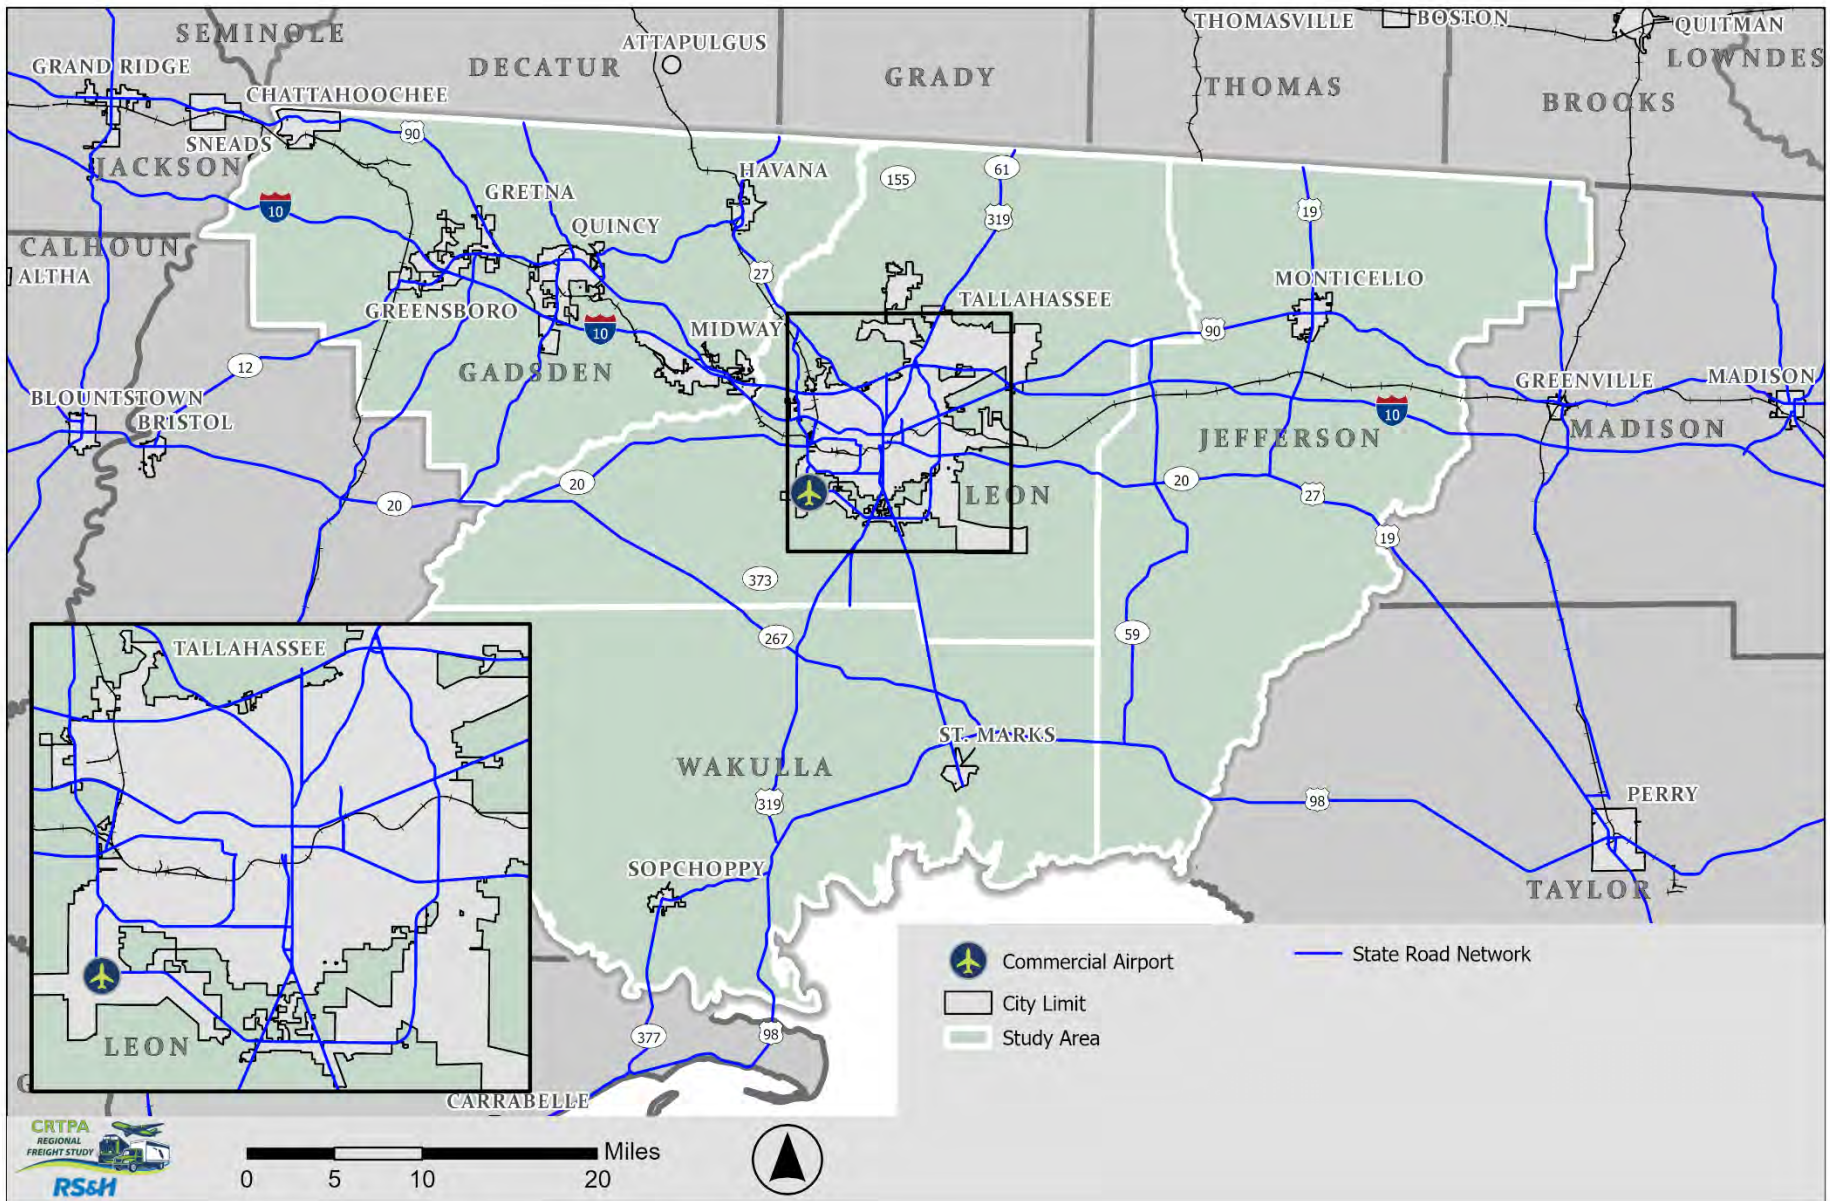 SEMINOLE
THOMASVILLE
BOSTON
QUITMAN
ATTAPULGUS
GRAND RIDGE
DECATUR
GRADY
THOMAS
LOWNDES
CHATTAHOOCHEE
BROOKS
90
SNEADS
JACKSON
HAVANA
155
61
GRETNA
10
319
19
QUINCY
CALHOUN
ALTHA
27
MONTICELLO
TALLAHASSEE
GREENSBORO
10
MIDWAY
90
12
GADSDEN
GREENVILLE
MADISON
BLOUNTSTOWN
BRISTOL
10
JEFFERSON
MADISON
20
20
20
LEON
27
19
373
267
59
TALLAHASSEE
ST. MARKS
WAKULLA
319
98
PERRY
SOPCHOPPY
TAYLOR
LEON
377
98
CARRABELLE
Commercial Airport
State Road Network
City Limit
Study Area
CRTPA
REGIONAL
FREIGHT STUDY
RS&H
Miles
0 5 10 20